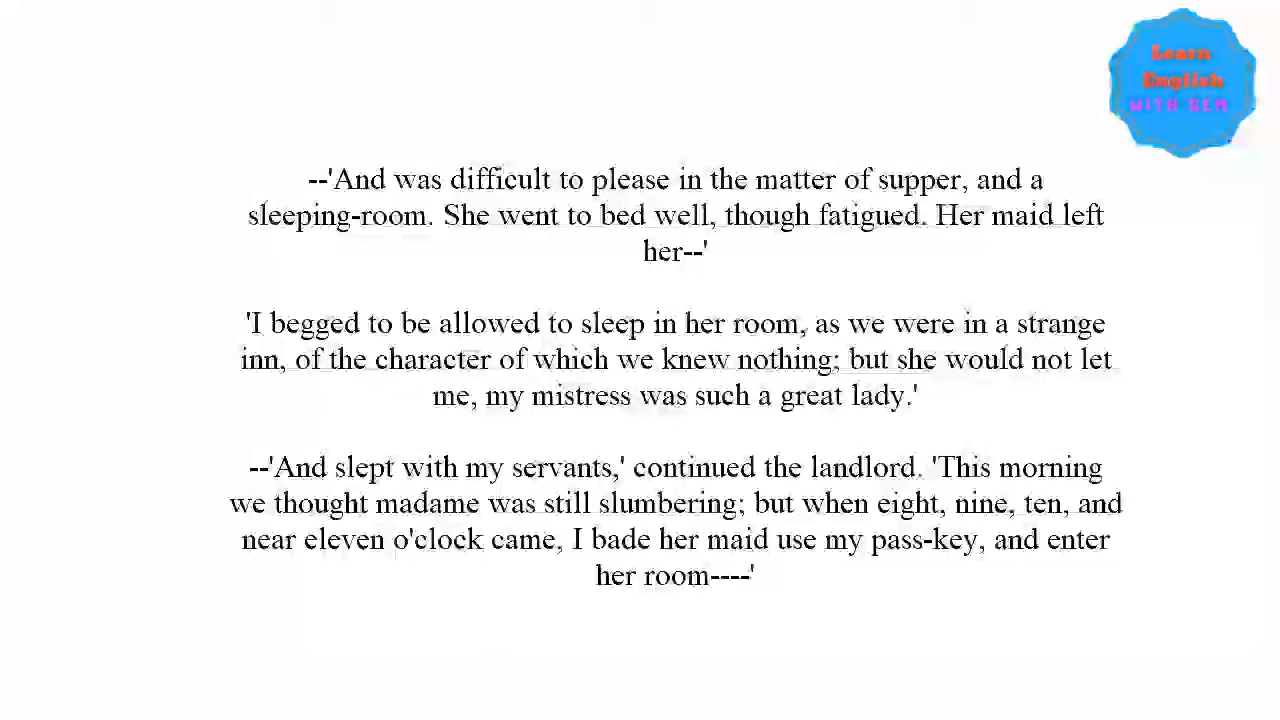 Learn
English
WITH GEM
--'And was difficult to please in the matter of supper, and a
sleeping-room. She went to bed well, though fatigued. Her maid left
her--'
'I begged to be allowed to sleep in her room, as we were in a strange
inn, of the character of which we knew nothing; but she would not let
me, my mistress was such a great lady.'
--'And slept with my servants,' continued the landlord. 'This morning
we thought madame was still slumbering; but when eight, nine, ten, and
near eleven o'clock came, I bade her maid use my pass-key, and enter
her room----'